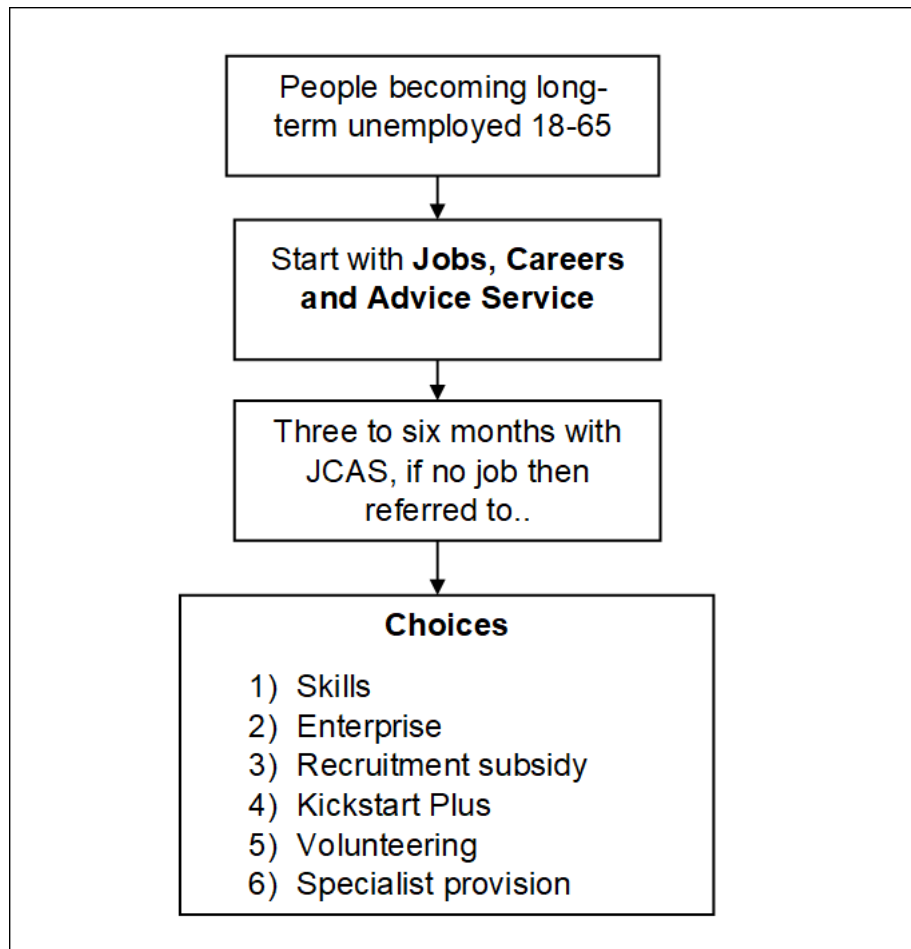 People becoming long-
term unemployed 18-65
Start with Jobs, Careers
and Advice Service
Three to six months with
JCAS, if no job then
referred to..
Choices
1) Skills
2) Enterprise
3) Recruitment subsidy
4) Kickstart Plus
5) Volunteering
6) Specialist provision